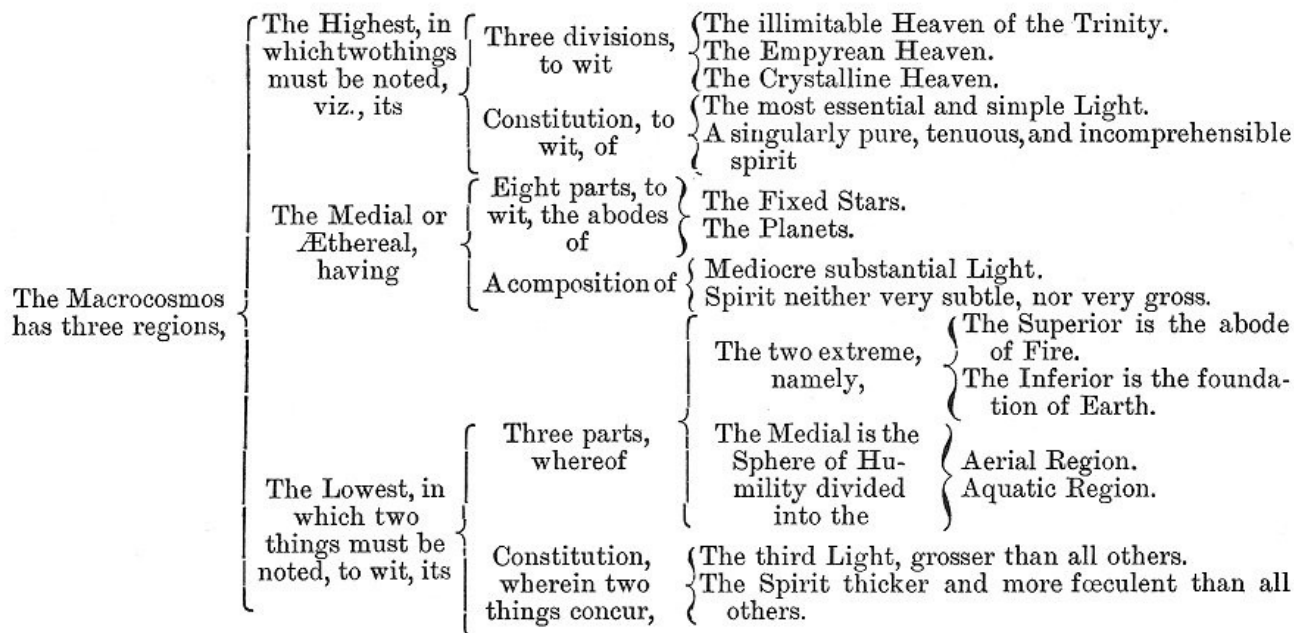 The Macrocosmos
has three regions,
The Highest, in
which two things
must be noted,
viz., its
Three divisions,
to wit
The illimitable Heaven of the Trinity.
The Empyrean Heaven.
The Crystalline Heaven.
Constitution, to
wit, of
The most essential and simple Light.
A singularly pure, tenuous, and incomprehensible
spirit
The Medial or
Æthereal,
having
Eight parts, to
wit, the abodes
of
The Fixed Stars.
The Planets.
A composition of
Mediocre substantial Light.
Spirit neither very subtle, nor very gross.
The Lowest, in
which two
things must be
noted, to wit, its
Three parts,
whereof
The two extreme,
namely,
The Superior is the abode
of Fire.
The Inferior is the founda-
tion of Earth.
The Medial is the
Sphere of Hu-
mility divided
into the
Aerial Region.
Aquatic Region.
Constitution,
wherein two
things concur,
The third Light, grosser than all others.
The Spirit thicker and more fœculent than all
others.